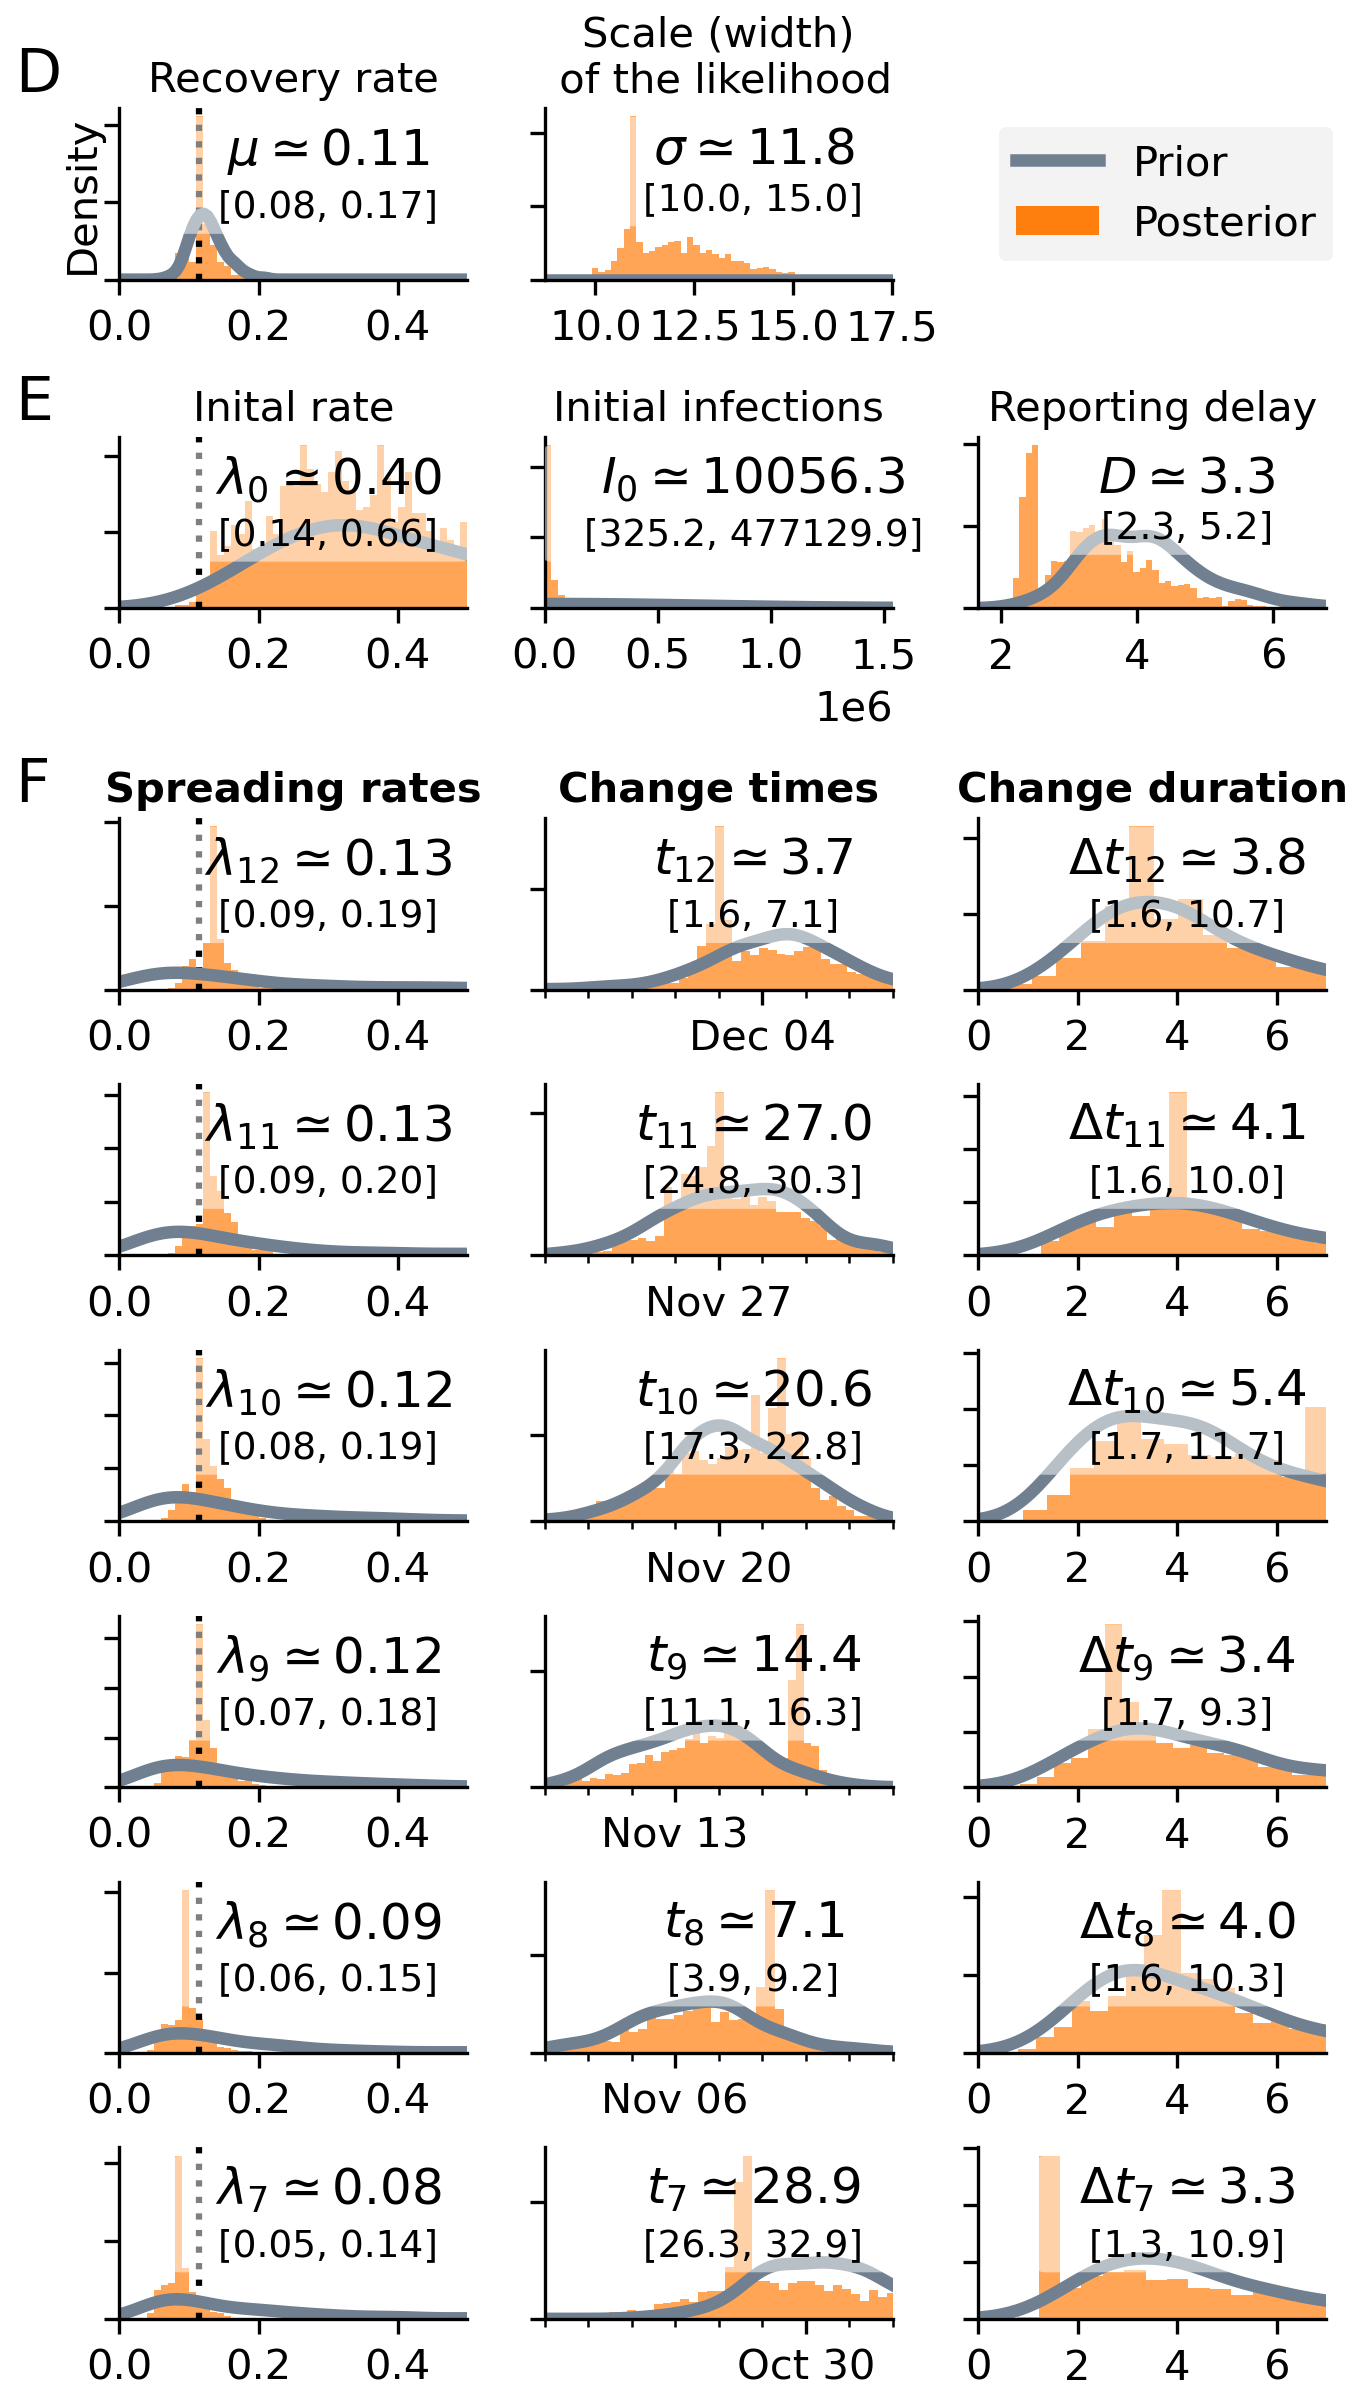 D
Recovery rate
Scale (width)
of the likelihood
Density
μ ≃ 0.11
[0.08, 0.17]
σ ≃ 11.8
[10.0, 15.0]
Prior
Posterior
0.0 0.2 0.4
10.0 12.5 15.0 17.5
E
Inital rate
Initial infections
Reporting delay
λ₀ ≃ 0.40
[0.14, 0.66]
I₀ ≃ 10056.3
[325.2, 477129.9]
D ≃ 3.3
[2.3, 5.2]
0.0 0.2 0.4
0.0 0.5 1.0 1.5
1e6
2 4 6
F
Spreading rates
Change times
Change duration
λ₁₂ ≃ 0.13
[0.09, 0.19]
t₁₂ ≃ 3.7
[1.6, 7.1]
Δt₁₂ ≃ 3.8
[1.6, 10.7]
0.0 0.2 0.4
Dec 04
0 2 4 6
λ₁₁ ≃ 0.13
[0.09, 0.20]
t₁₁ ≃ 27.0
[24.8, 30.3]
Δt₁₁ ≃ 4.1
[1.6, 10.0]
0.0 0.2 0.4
Nov 27
0 2 4 6
λ₁₀ ≃ 0.12
[0.08, 0.19]
t₁₀ ≃ 20.6
[17.3, 22.8]
Δt₁₀ ≃ 5.4
[1.7, 11.7]
0.0 0.2 0.4
Nov 20
0 2 4 6
λ₉ ≃ 0.12
[0.07, 0.18]
t₉ ≃ 14.4
[11.1, 16.3]
Δt₉ ≃ 3.4
[1.7, 9.3]
0.0 0.2 0.4
Nov 13
0 2 4 6
λ₈ ≃ 0.09
[0.06, 0.15]
t₈ ≃ 7.1
[3.9, 9.2]
Δt₈ ≃ 4.0
[1.6, 10.3]
0.0 0.2 0.4
Nov 06
0 2 4 6
λ₇ ≃ 0.08
[0.05, 0.14]
t₇ ≃ 28.9
[26.3, 32.9]
Δt₇ ≃ 3.3
[1.3, 10.9]
0.0 0.2 0.4
Oct 30
0 2 4 6